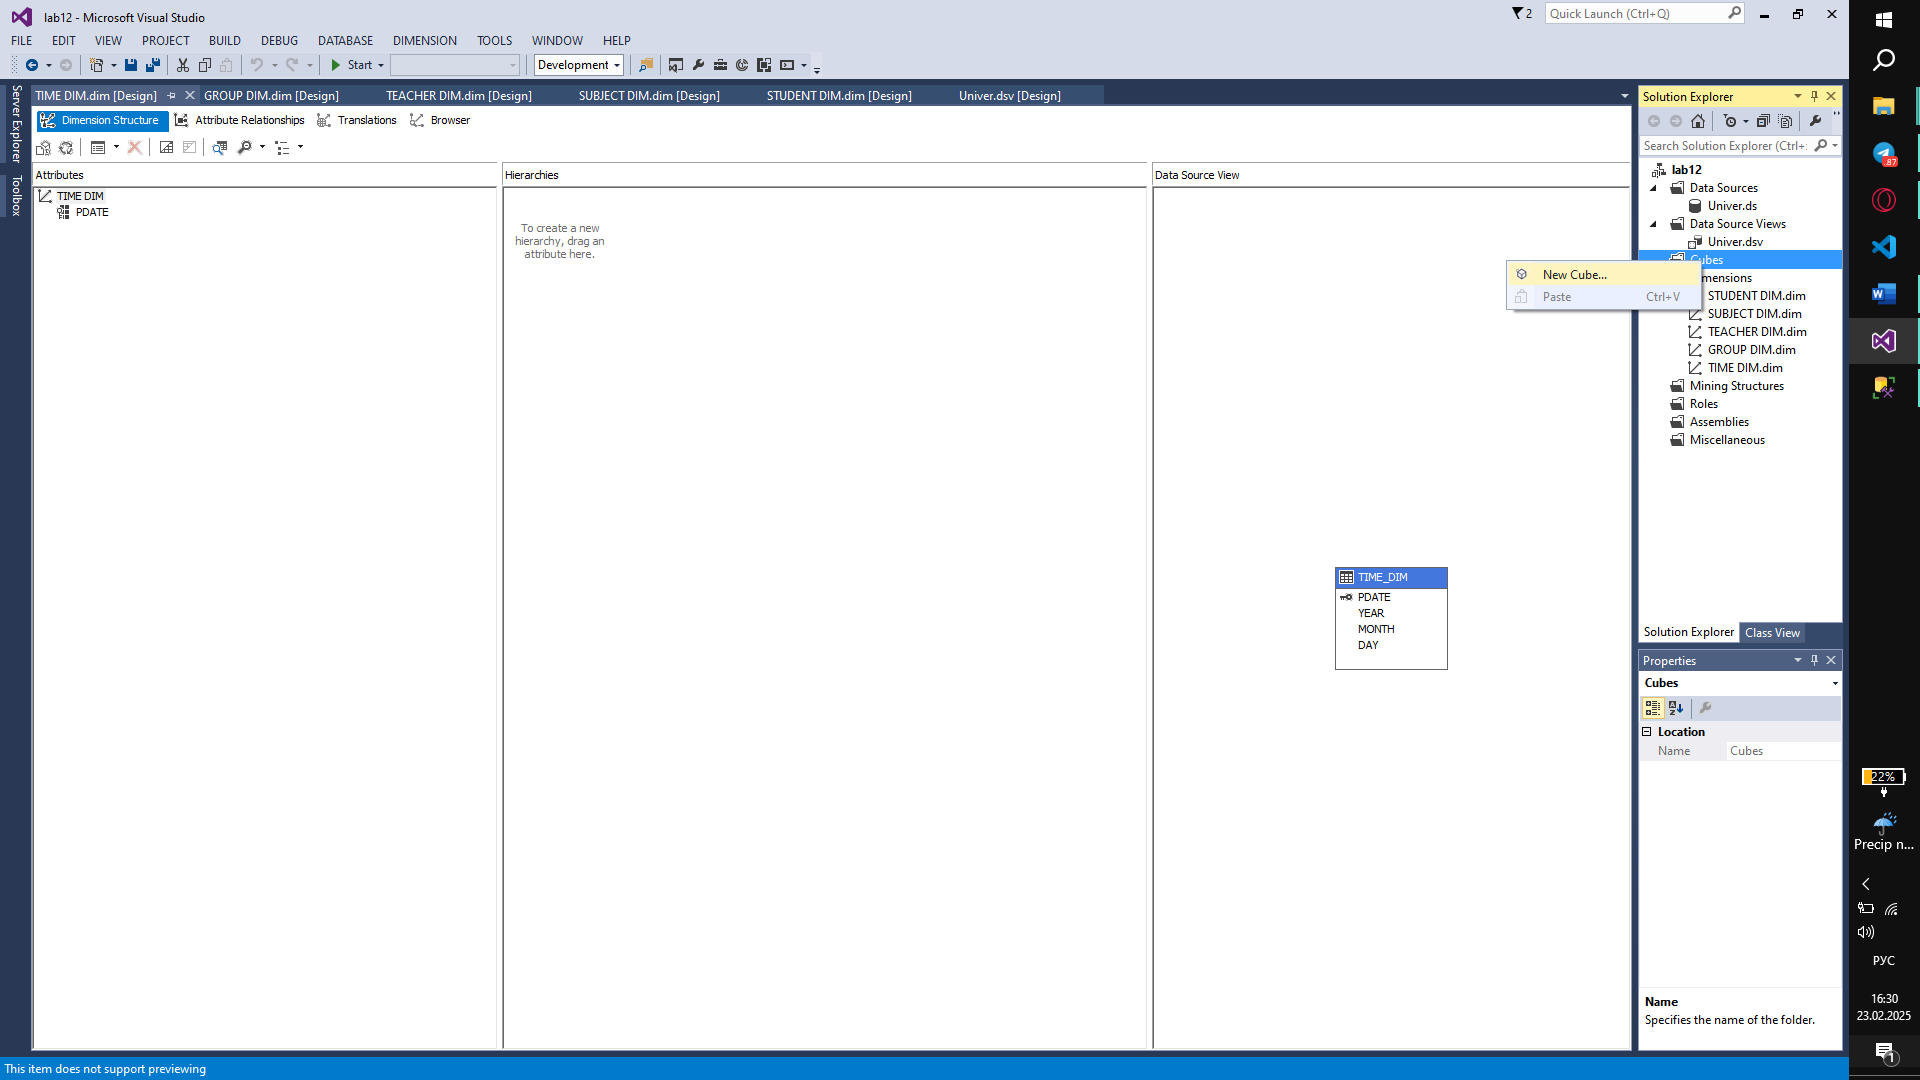 lab12 - Microsoft Visual Studio
2
Quick Launch (Ctrl+Q)
FILE EDIT VIEW PROJECT BUILD DEBUG DATABASE DIMENSION TOOLS WINDOW HELP
Start
Development
Server Explorer
Toolbox
TIME DIM.dim [Design]
GROUP DIM.dim [Design]
TEACHER DIM.dim [Design]
SUBJECT DIM.dim [Design]
STUDENT DIM.dim [Design]
Univer.dsv [Design]
Dimension Structure
Attribute Relationships
Translations
Browser
Attributes
TIME DIM
PDATE
Hierarchies
To create a new
hierarchy, drag an
attribute here.
Data Source View
TIME_DIM
PDATE
YEAR
MONTH
DAY
New Cube...
Paste Ctrl+V
Solution Explorer
Search Solution Explorer (Ctrl+:
lab12
Data Sources
Univer.ds
Data Source Views
Univer.dsv
Cubes
mensions
STUDENT DIM.dim
SUBJECT DIM.dim
TEACHER DIM.dim
GROUP DIM.dim
TIME DIM.dim
Mining Structures
Roles
Assemblies
Miscellaneous
Solution Explorer
Class View
Properties
Cubes
Location
Name Cubes
Name
Specifies the name of the folder.
This item does not support previewing
87
22%
Precip n...
РУС
16:30
23.02.2025
1